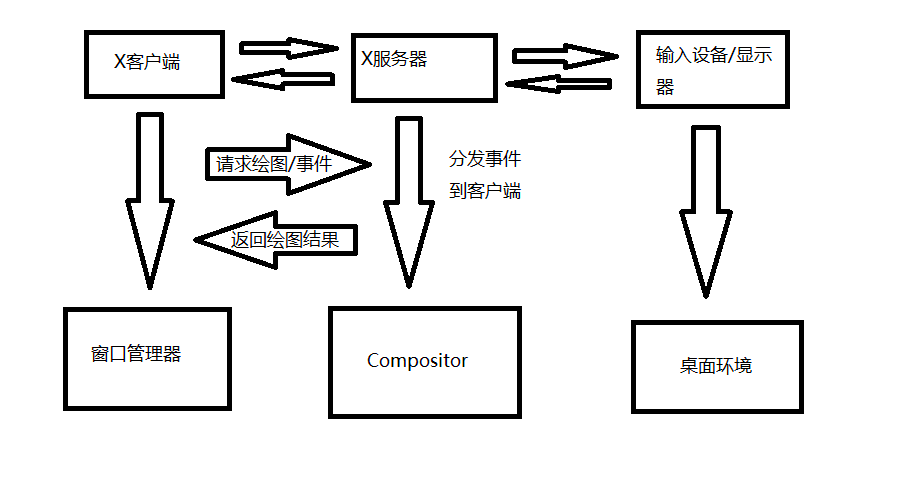 X客户端
X服务器
输入设备/显示
器
请求绘图/事件
分发事件
到客户端
返回绘图结果
窗口管理器
Compositor
桌面环境